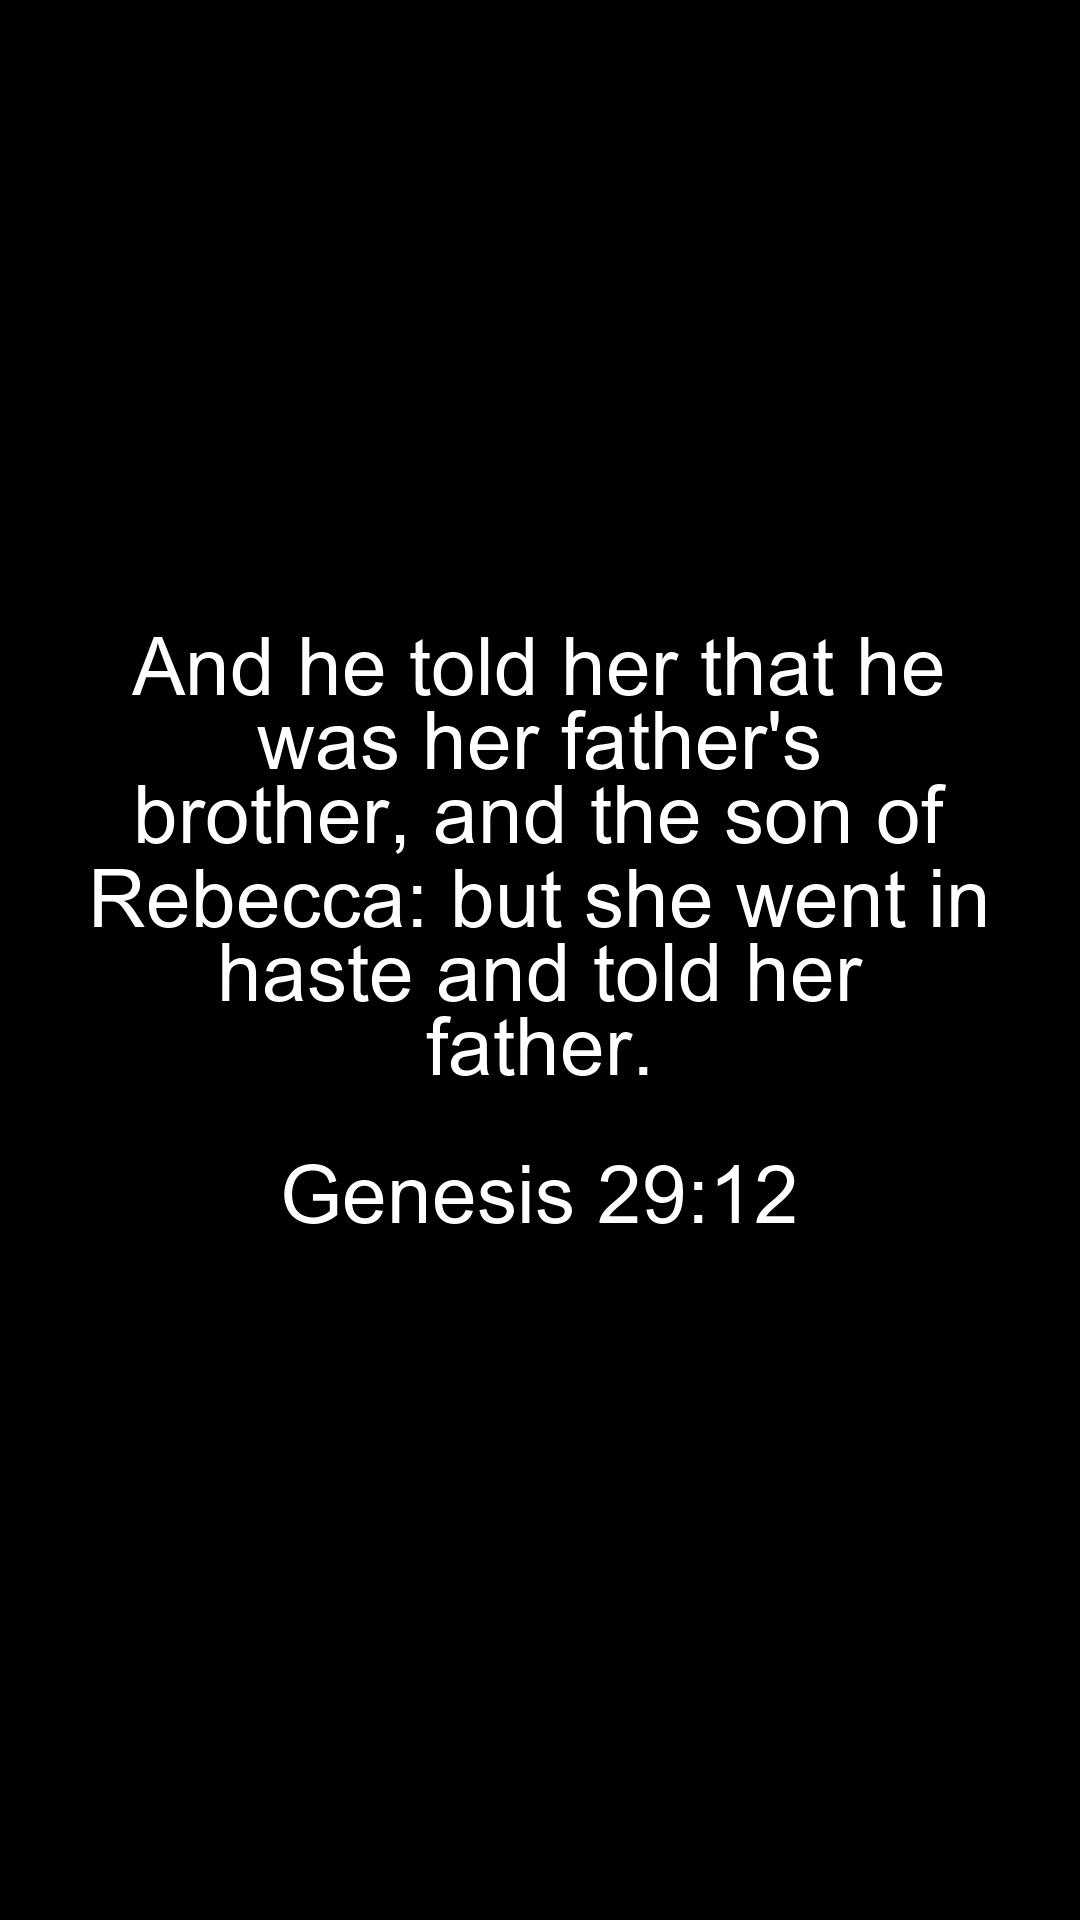 And he told her that he
was her father's
brother, and the son of
Rebecca: but she went in
haste and told her
father.
Genesis 29:12